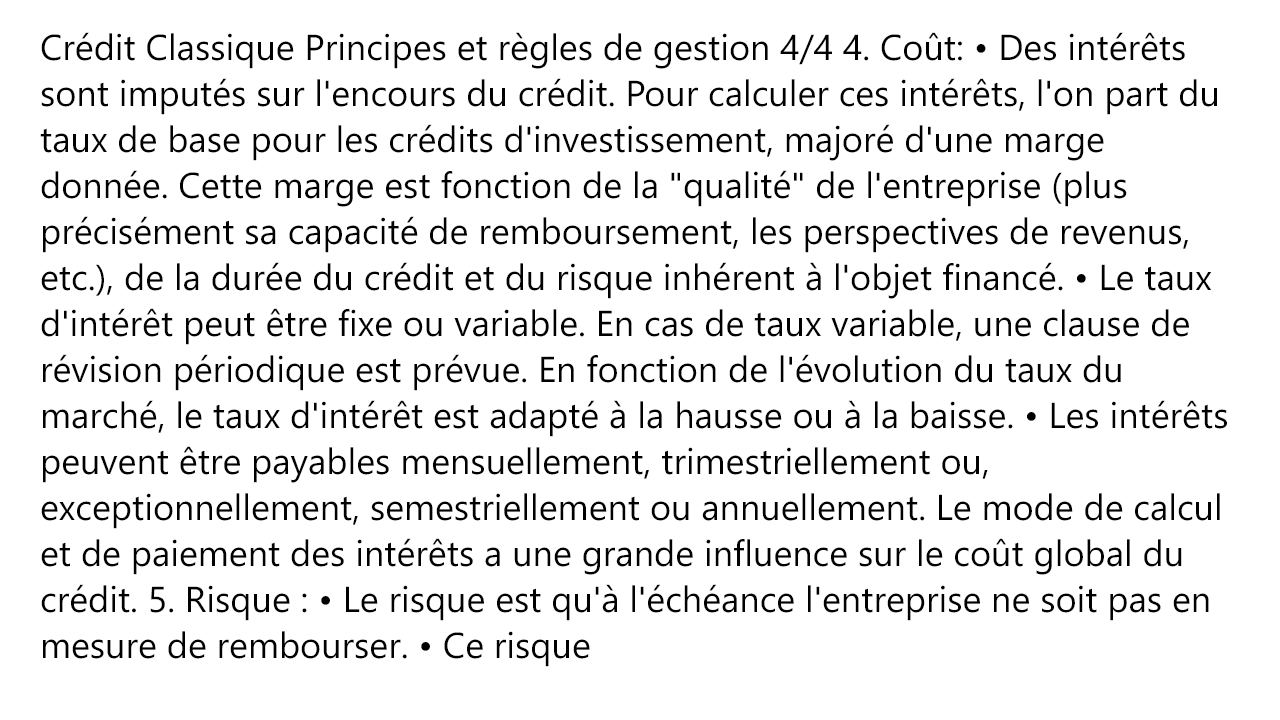 Crédit Classique Principes et règles de gestion 4/4 4. Coût: • Des intérêts
sont imputés sur l'encours du crédit. Pour calculer ces intérêts, l'on part du
taux de base pour les crédits d'investissement, majoré d'une marge
donnée. Cette marge est fonction de la "qualité" de l'entreprise (plus
précisément sa capacité de remboursement, les perspectives de revenus,
etc.), de la durée du crédit et du risque inhérent à l'objet financé. • Le taux
d'intérêt peut être fixe ou variable. En cas de taux variable, une clause de
révision périodique est prévue. En fonction de l'évolution du taux du
marché, le taux d'intérêt est adapté à la hausse ou à la baisse. • Les intérêts
peuvent être payables mensuellement, trimestriellement ou,
exceptionnellement, semestriellement ou annuellement. Le mode de calcul
et de paiement des intérêts a une grande influence sur le coût global du
crédit. 5. Risque : • Le risque est qu'à l'échéance l'entreprise ne soit pas en
mesure de rembourser. • Ce risque